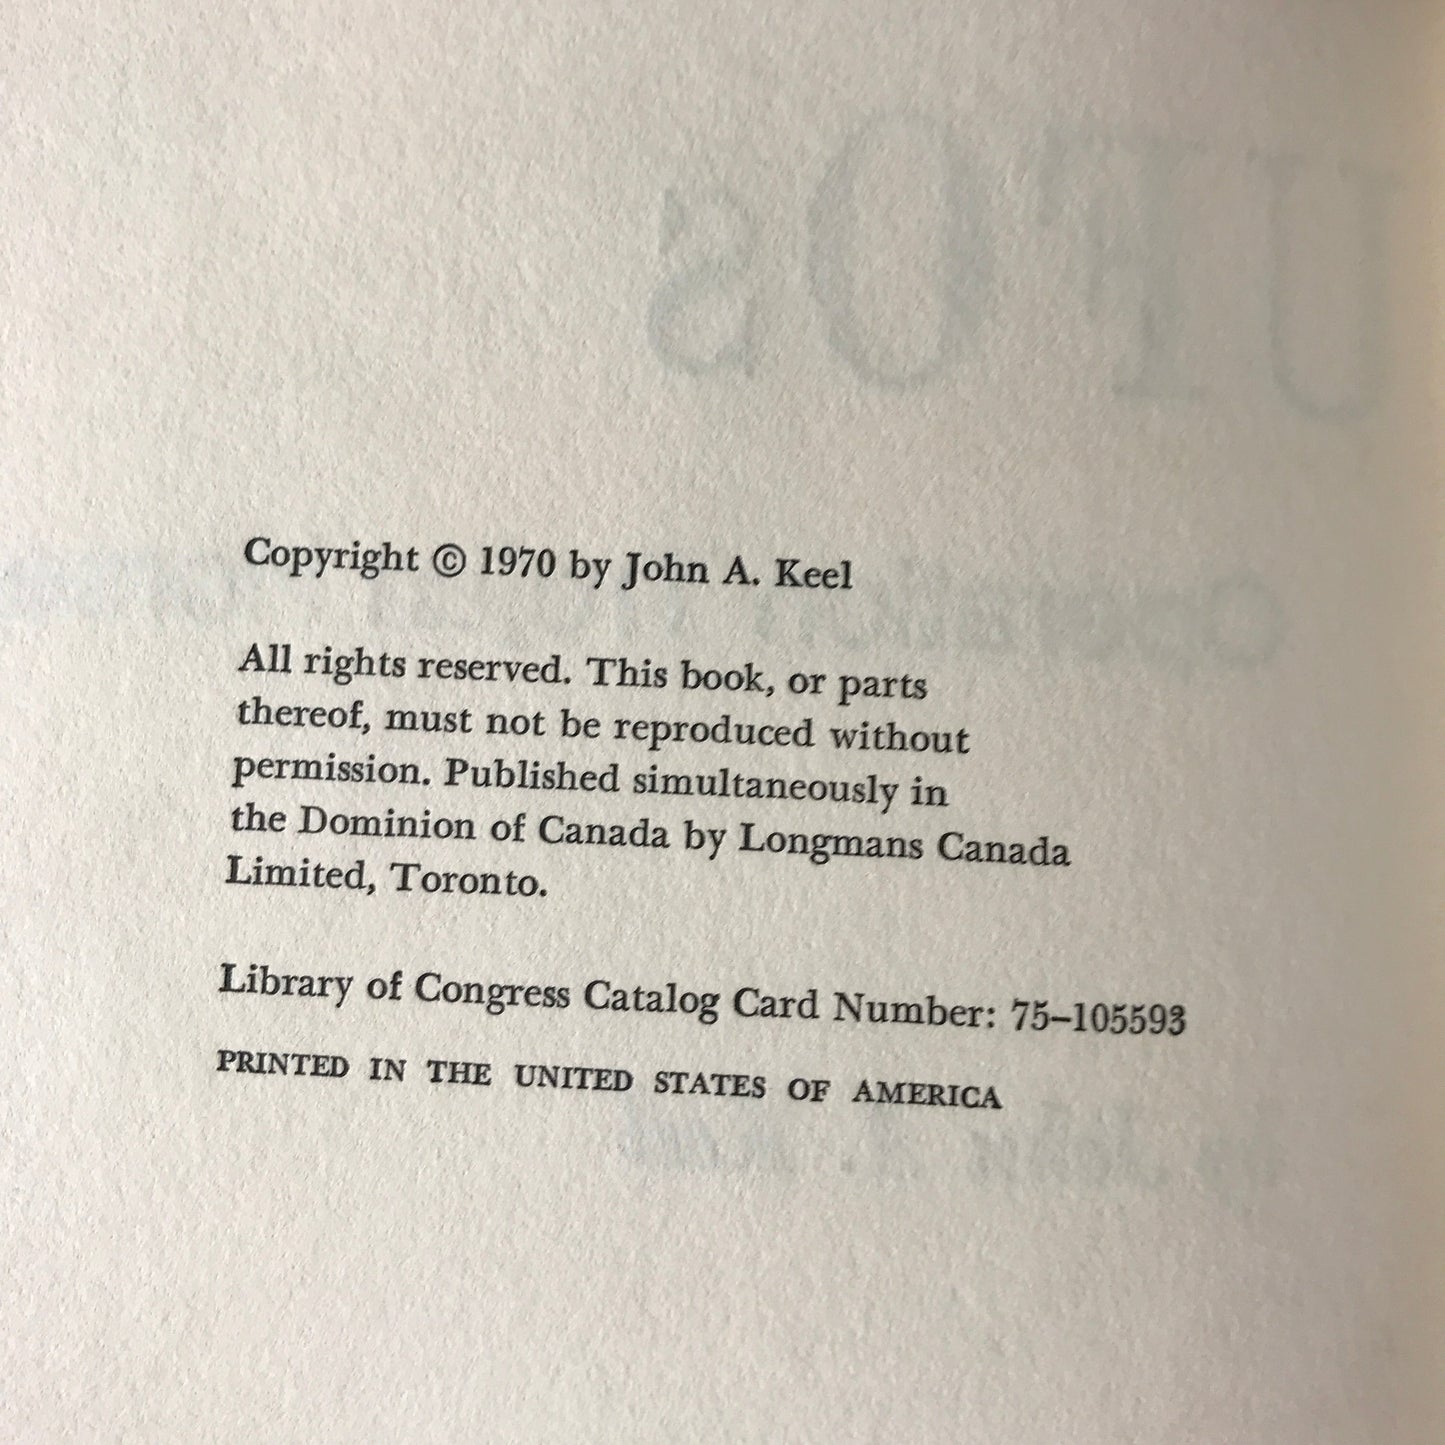 Copyright © 1970 by John A. Keel
All rights reserved. This book, or parts
thereof, must not be reproduced without
permission. Published simultaneously in
the Dominion of Canada by Longmans Canada
Limited, Toronto.
Library of Congress Catalog Card Number: 75–105593
PRINTED IN THE UNITED STATES OF AMERICA